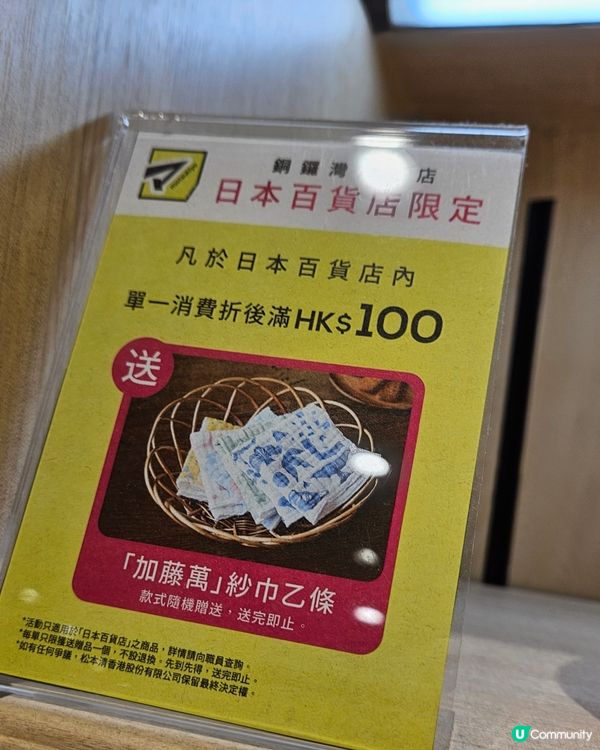 matsukiyo
銅鑼灣 店
日本百貨店限定
凡於日本百貨店內
單一消費折後滿HK$100
送
「加藤萬」紗巾乙條
款式隨機贈送，送完即止。
*活動只適用於「日本百貨店」之商品，詳情請向職員查詢。
*每單只限獲送贈品一個，不設退換。先到先得，送完即止。
*如有任何爭議，松本清香港股份有限公司保留最終決定權。
U Community